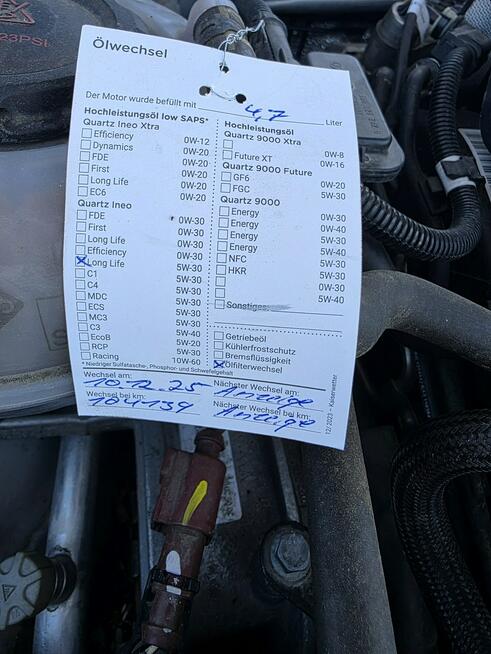 23PSI
Ölwechsel
Der Motor wurde befüllt mit 4,7 Liter
Hochleistungsöl low SAPS*
Quartz Ineo Xtra
Efficiency 0W-12
Dynamics 0W-20
FDE 0W-20
First 0W-20
Long Life 0W-20
EC6 0W-20
Quartz Ineo
FDE 0W-30
First 0W-30
Long Life 0W-30
Efficiency 0W-30
x Long Life 5W-30
C1 5W-30
C4 5W-30
MDC 5W-30
ECS 5W-30
MC3 5W-30
C3 5W-40
EcoB 5W-20
RCP 5W-30
Racing 10W-60
* Niedriger Sulfatasche-, Phosphor- und Schwefelgehalt
Hochleistungsöl
Quartz 9000 Xtra
0W-8
Future XT 0W-16
Quartz 9000 Future
GF6 0W-20
FGC 5W-30
Quartz 9000
Energy 0W-30
Energy 0W-40
Energy 5W-30
Energy 5W-40
NFC 5W-30
HKR 0W-30
5W-40
Sonstiges
Getriebeöl
Kühlerfrostschutz
Bremsflüssigkeit
x Ölfilterwechsel
Wechsel am: 10.12.25 Nächster Wechsel am: Anzeige
Wechsel bei km: 104139 Nächster Wechsel bei km: Anzeige
12/2023 – Kaiserwetter